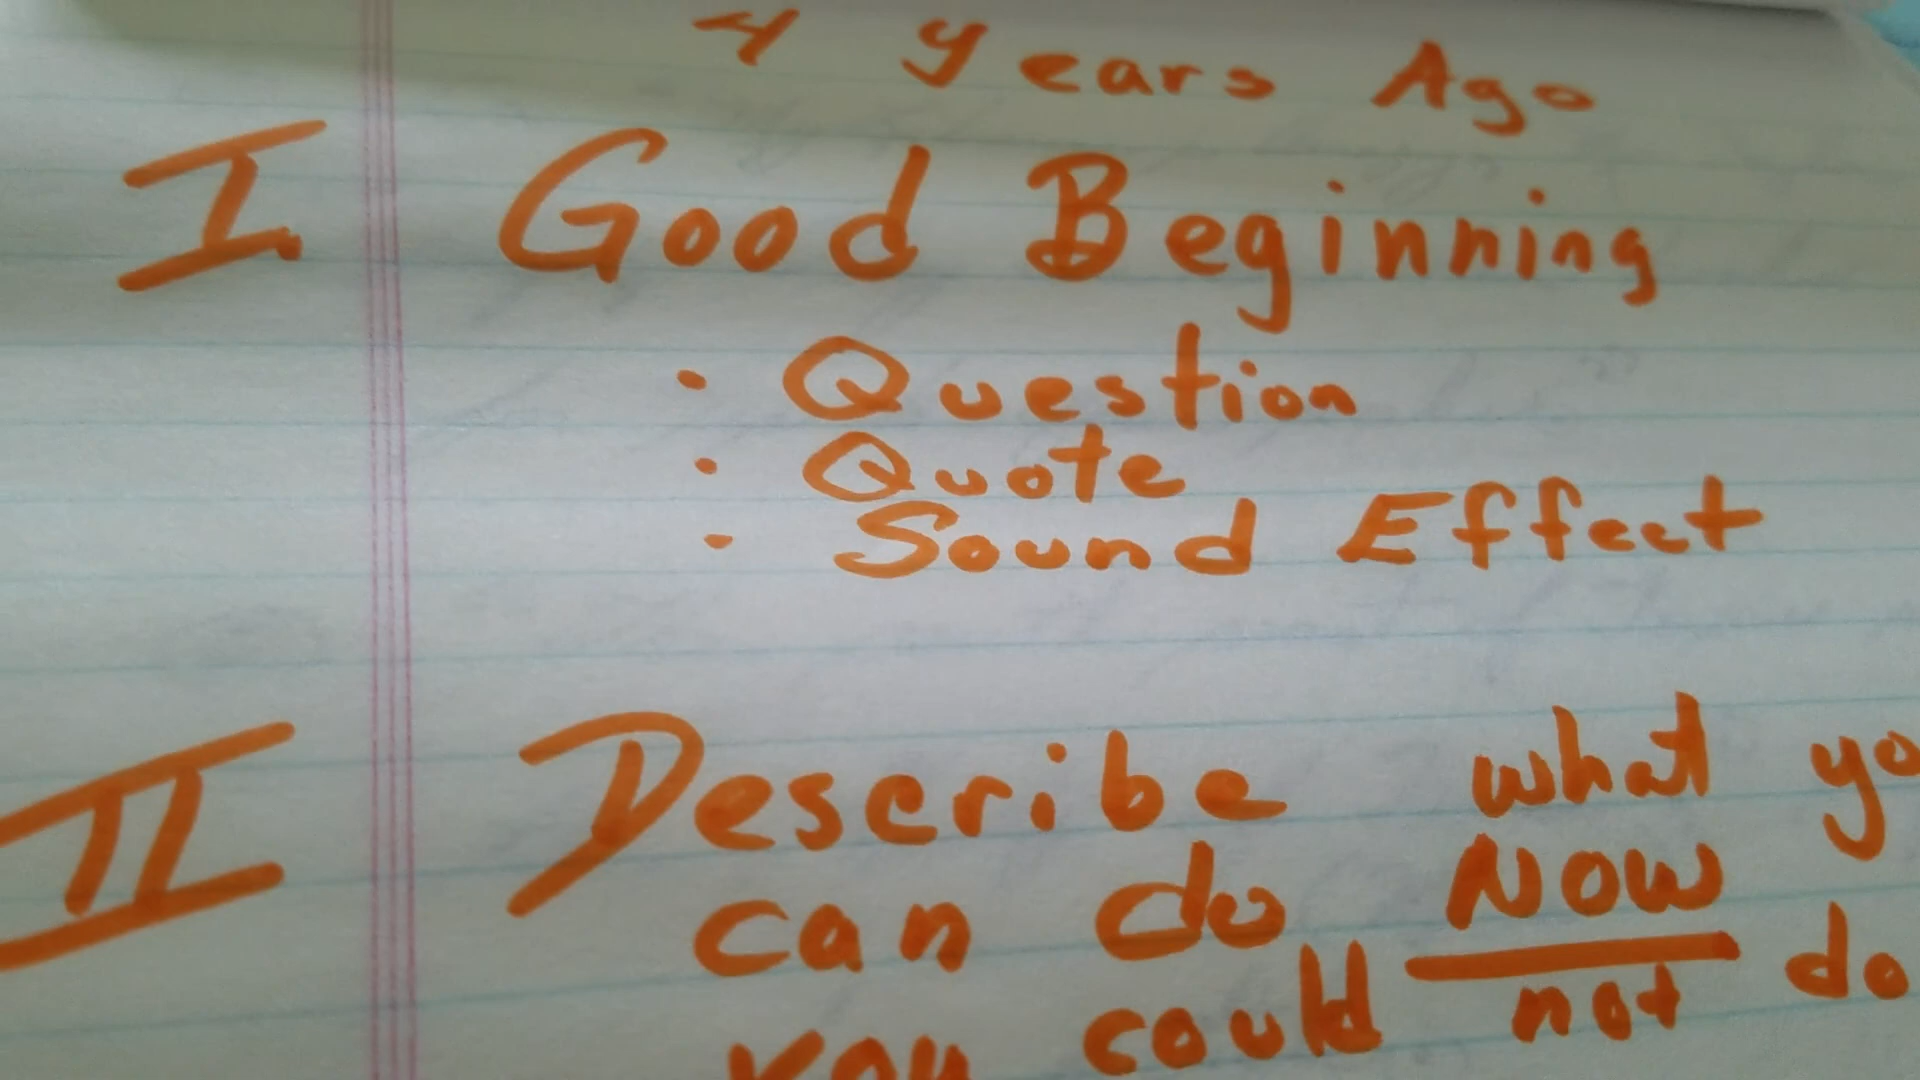 4 Years Ago
I Good Beginning
· Question
· Quote
· Sound Effect
II Describe what yo
can do NOW
you could not do